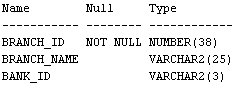 Name        Null     Type
----------- -------- ------------
BRANCH_ID   NOT NULL NUMBER(38)
BRANCH_NAME          VARCHAR2(25)
BANK_ID              VARCHAR2(3)